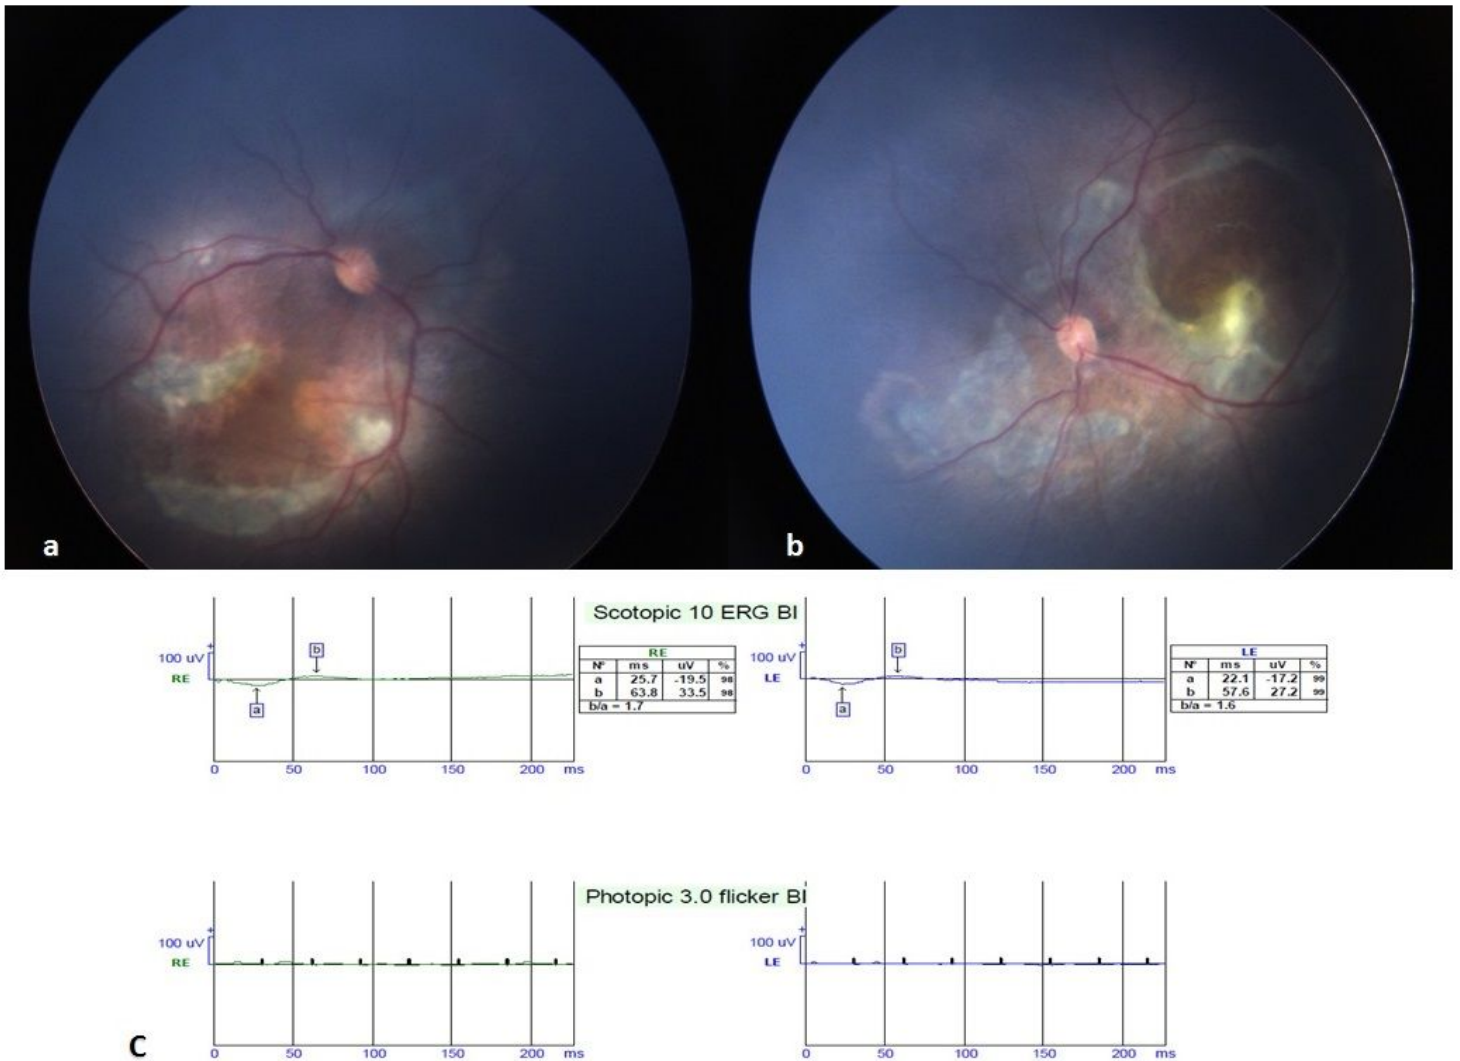 a
b
Scotopic 10 ERG BI
+
100 uV
RE
b
a
RE
N° ms uV %
a 25.7 -19.5 98
b 63.8 33.5 98
b/a = 1.7
0 50 100 150 200 ms
+
100 uV
LE
b
a
LE
N° ms uV %
a 22.1 -17.2 99
b 57.6 27.2 99
b/a = 1.6
0 50 100 150 200 ms
Photopic 3.0 flicker BI
+
100 uV
RE
0 50 100 150 200 ms
+
100 uV
LE
0 50 100 150 200 ms
C